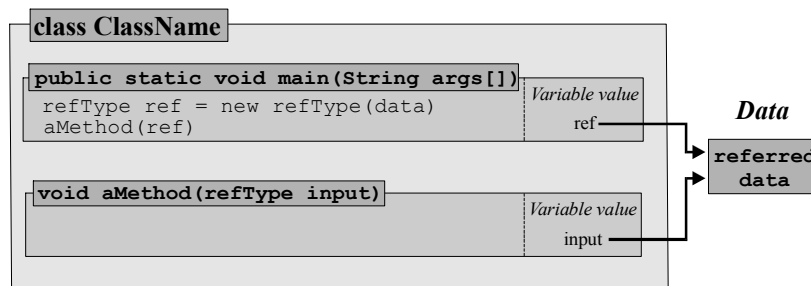 class ClassName
public static void main(String args[])
refType ref = new refType(data)
aMethod(ref)
Variable value
ref
Data
referred
data
void aMethod(refType input)
Variable value
input